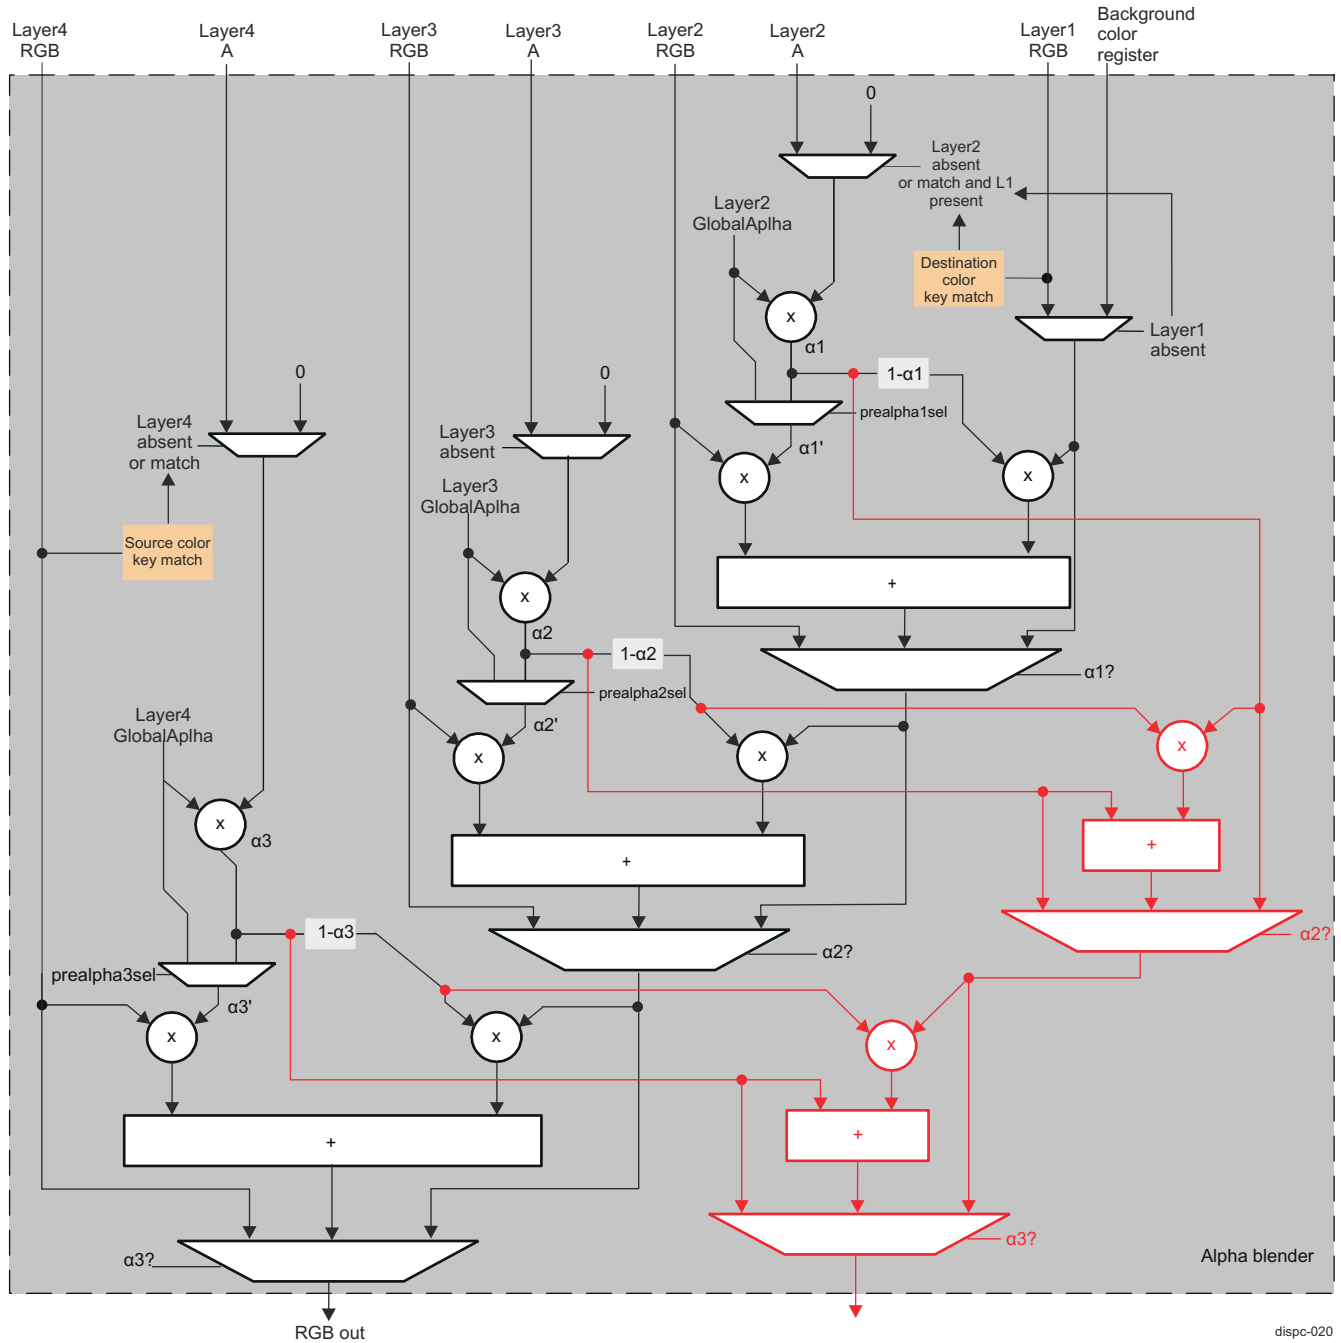 Layer4
RGB
Layer4
A
Layer3
RGB
Layer3
A
Layer2
RGB
Layer2
A
Layer1
RGB
Background
color
register
0
Layer2
absent
or match and L1
present
Layer2
GlobalAplha
Destination
color
key match
x
Layer1
absent
α1
1-α1
prealpha1sel
α1'
x
x
0
0
Layer4
absent
or match
Layer3
absent
Layer3
GlobalAplha
Source color
key match
+
x
α2
1-α2
α1?
prealpha2sel
α2'
Layer4
GlobalAplha
x
x
x
x
α3
+
+
1-α3
α2?
α2?
prealpha3sel
α3'
x
x
x
+
+
α3?
α3?
Alpha blender
RGB out
dispc-020